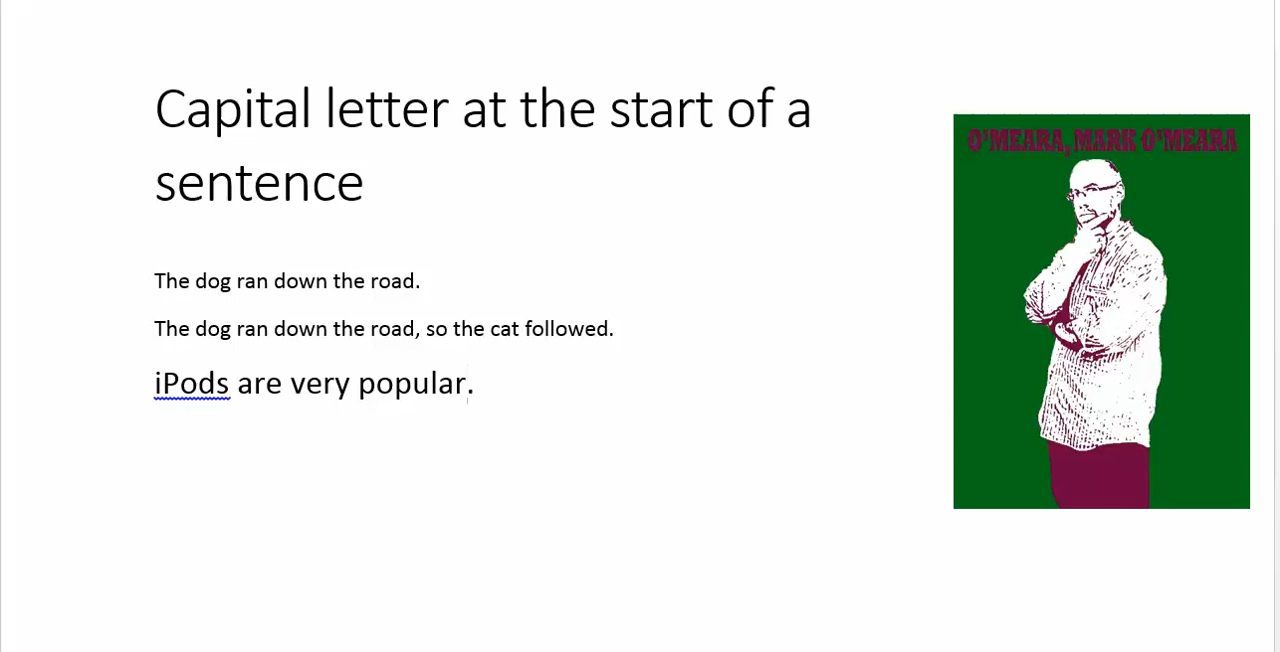 Capital letter at the start of a
sentence
O'MEARA, MARK O'MEARA
The dog ran down the road.
The dog ran down the road, so the cat followed.
iPods are very popular.